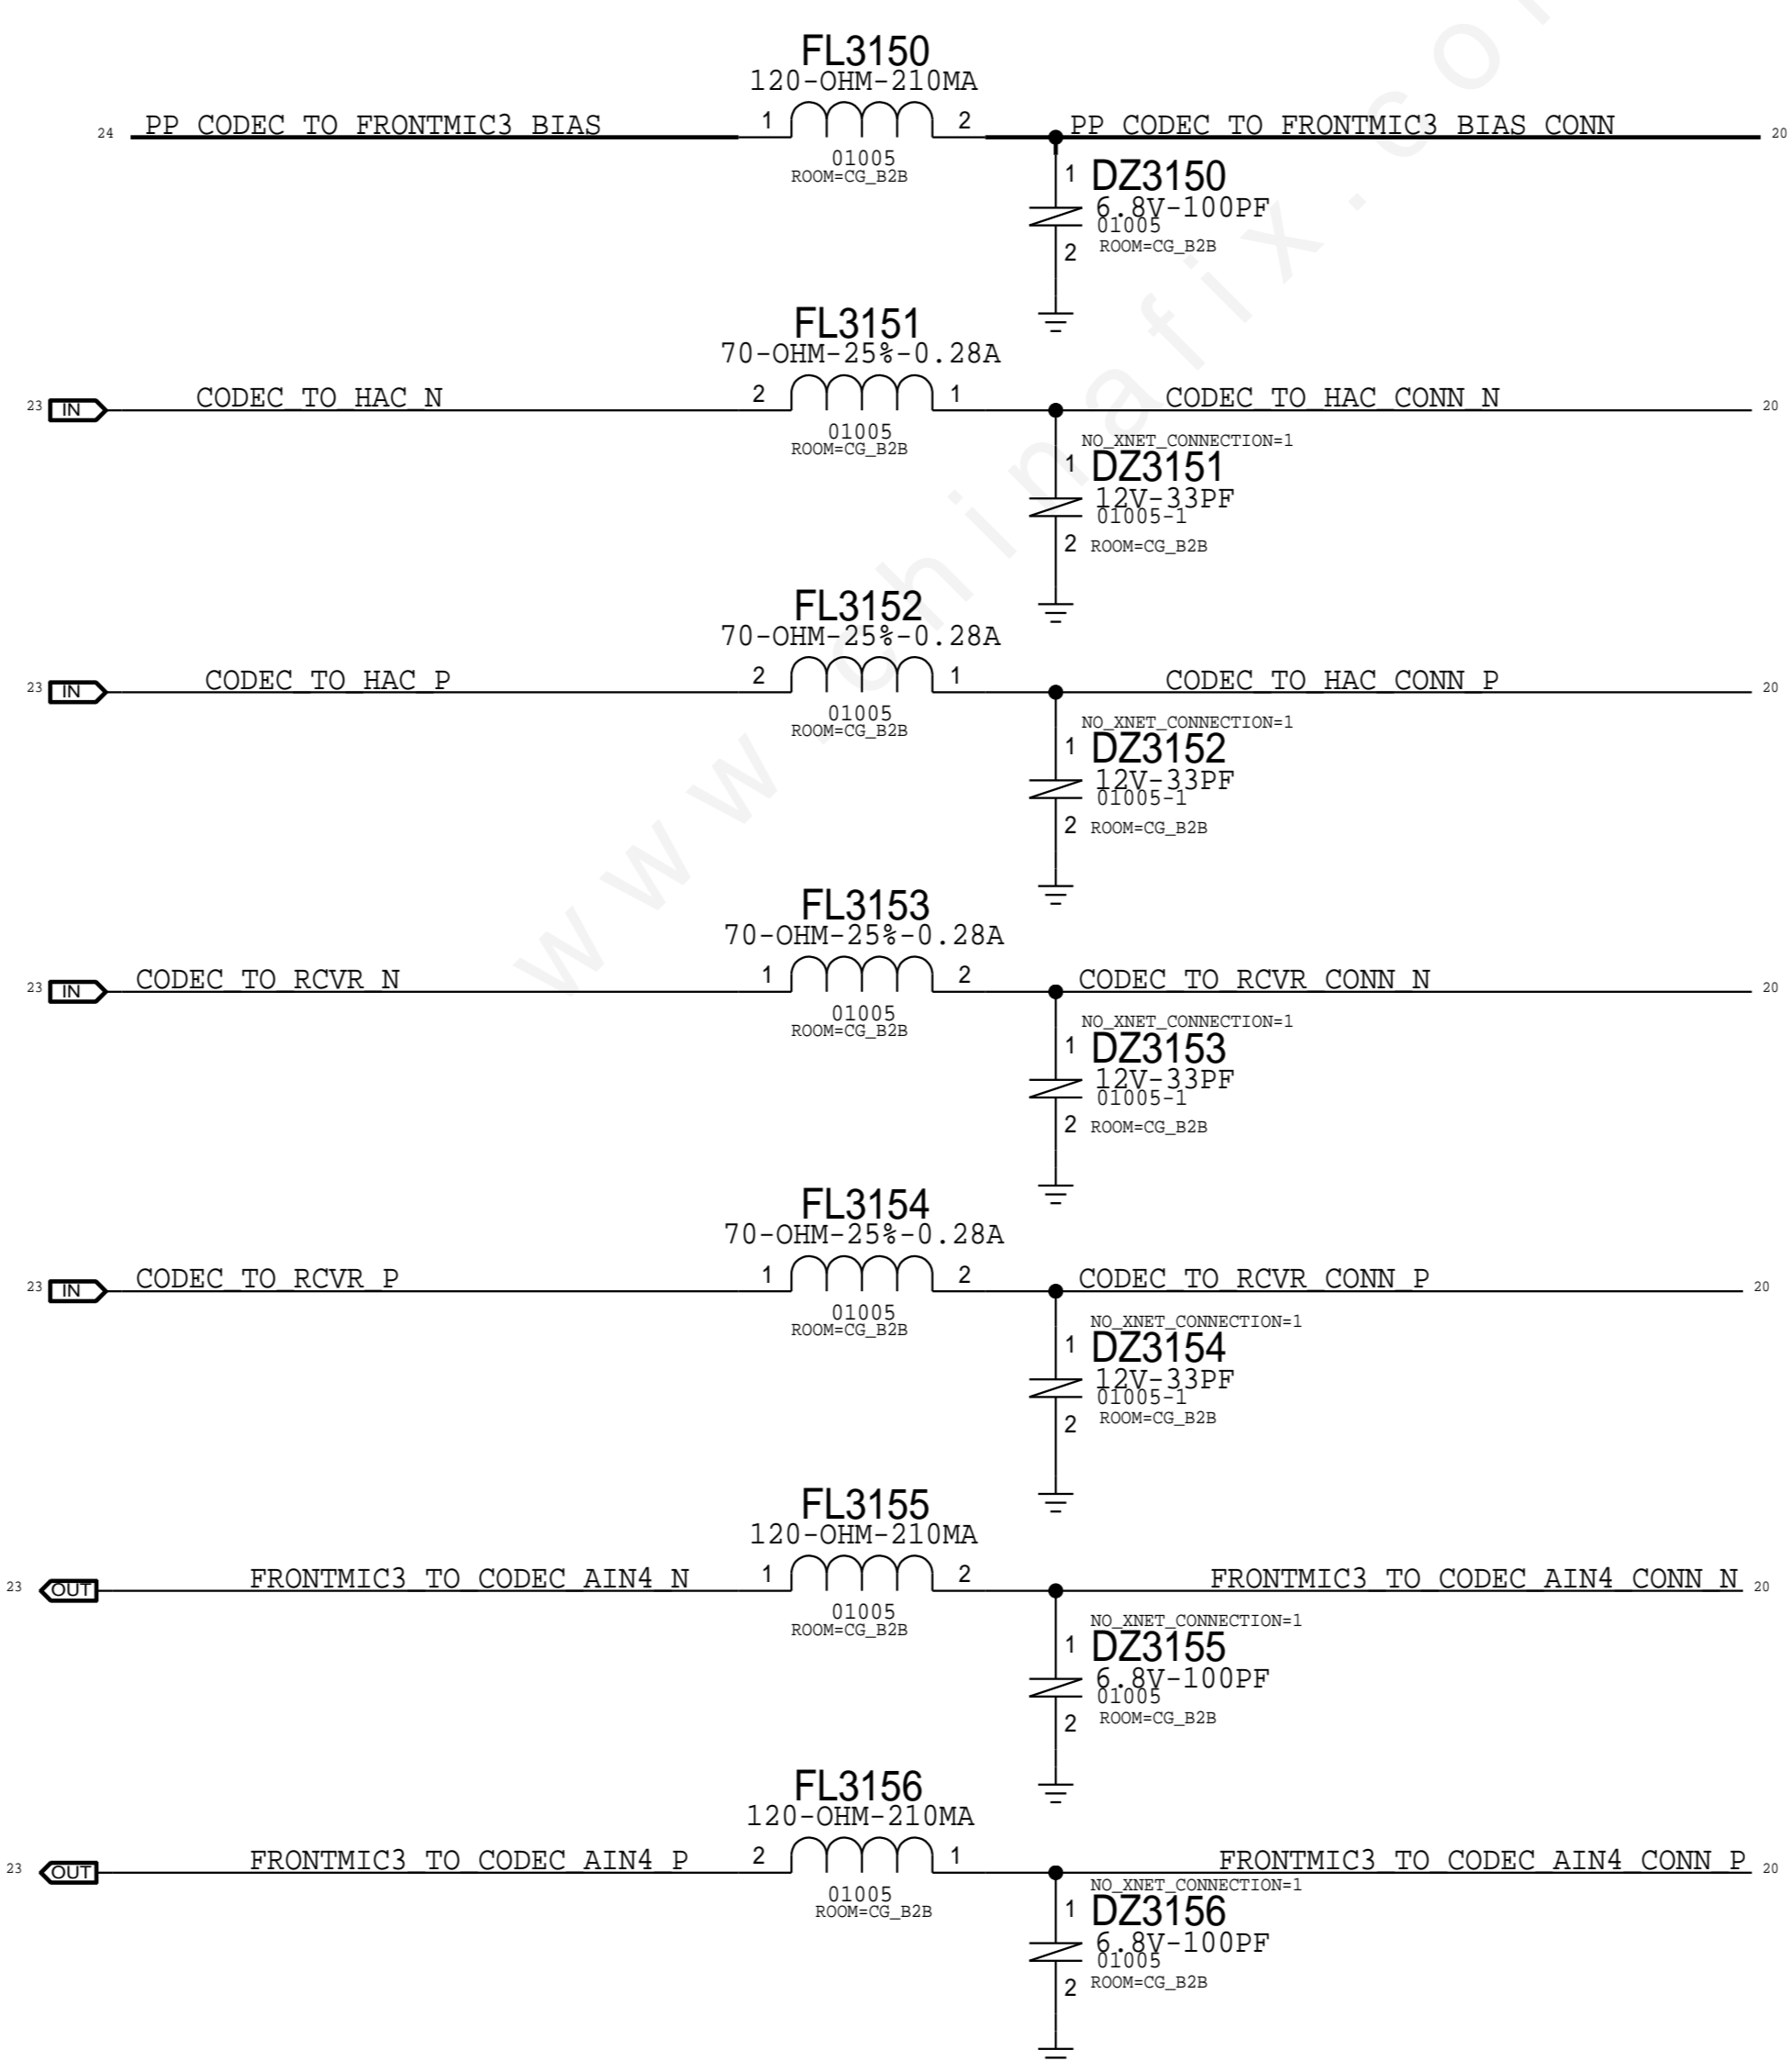 FL3150
120-OHM-210MA
24 PP_CODEC_TO_FRONTMIC3_BIAS 1 2 PP_CODEC_TO_FRONTMIC3_BIAS_CONN 20
01005
ROOM=CG_B2B
1 DZ3150
6.8V-100PF
01005
2 ROOM=CG_B2B
FL3151
70-OHM-25%-0.28A
23 IN CODEC_TO_HAC_N 2 1 CODEC_TO_HAC_CONN_N 20
01005
ROOM=CG_B2B
NO_XNET_CONNECTION=1
1 DZ3151
12V-33PF
01005-1
2 ROOM=CG_B2B
FL3152
70-OHM-25%-0.28A
23 IN CODEC_TO_HAC_P 2 1 CODEC_TO_HAC_CONN_P 20
01005
ROOM=CG_B2B
NO_XNET_CONNECTION=1
1 DZ3152
12V-33PF
01005-1
2 ROOM=CG_B2B
FL3153
70-OHM-25%-0.28A
23 IN CODEC_TO_RCVR_N 1 2 CODEC_TO_RCVR_CONN_N 20
01005
ROOM=CG_B2B
NO_XNET_CONNECTION=1
1 DZ3153
12V-33PF
01005-1
2 ROOM=CG_B2B
FL3154
70-OHM-25%-0.28A
23 IN CODEC_TO_RCVR_P 1 2 CODEC_TO_RCVR_CONN_P 20
01005
ROOM=CG_B2B
NO_XNET_CONNECTION=1
1 DZ3154
12V-33PF
01005-1
2 ROOM=CG_B2B
FL3155
120-OHM-210MA
23 OUT FRONTMIC3_TO_CODEC_AIN4_N 1 2 FRONTMIC3_TO_CODEC_AIN4_CONN_N 20
01005
ROOM=CG_B2B
NO_XNET_CONNECTION=1
1 DZ3155
6.8V-100PF
01005
2 ROOM=CG_B2B
FL3156
120-OHM-210MA
23 OUT FRONTMIC3_TO_CODEC_AIN4_P 2 1 FRONTMIC3_TO_CODEC_AIN4_CONN_P 20
01005
ROOM=CG_B2B
NO_XNET_CONNECTION=1
1 DZ3156
6.8V-100PF
01005
2 ROOM=CG_B2B
www.chinafix.co